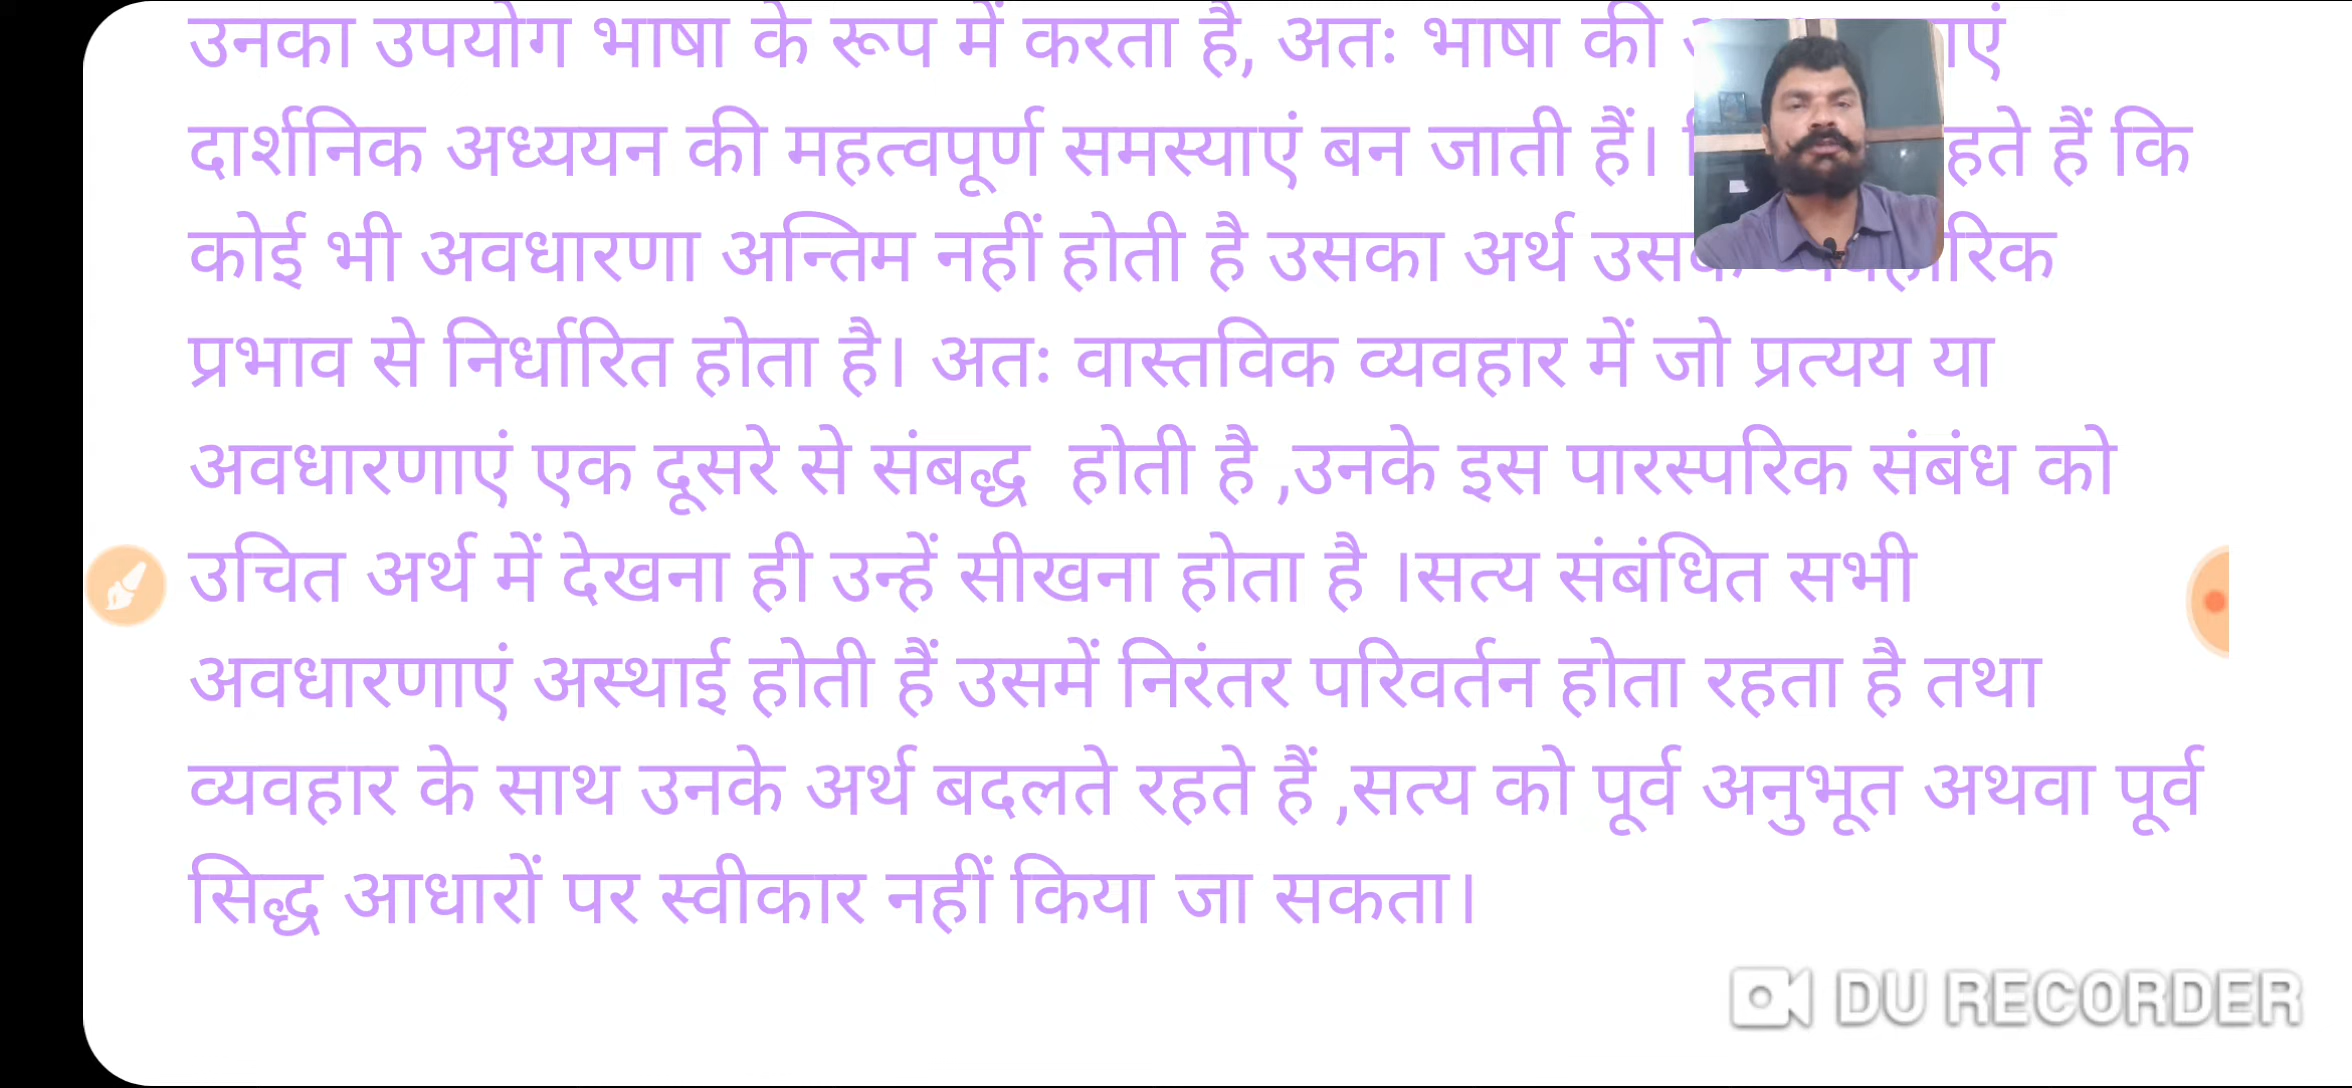 उनका उपयोग भाषा के रूप में करता है, अतः भाषा की
दार्शनिक अध्ययन की महत्वपूर्ण समस्याएं बन जाती हैं। हते हैं कि
कोई भी अवधारणा अन्तिम नहीं होती है उसका अर्थ
प्रभाव से निर्धारित होता है। अतः वास्तविक व्यवहार में जो प्रत्यय या
अवधारणाएं एक दूसरे से संबद्ध होती है ,उनके इस पारस्परिक संबंध को
उचित अर्थ में देखना ही उन्हें सीखना होता है ।सत्य संबंधित सभी
अवधारणाएं अस्थाई होती हैं उसमें निरंतर परिवर्तन होता रहता है तथा
व्यवहार के साथ उनके अर्थ बदलते रहते हैं ,सत्य को पूर्व अनुभूत अथवा पूर्व
सिद्ध आधारों पर स्वीकार नहीं किया जा सकता।
DU RECORDER